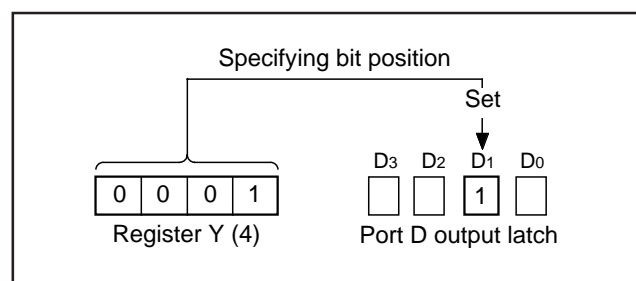 Specifying bit position
Set
D3 D2 D1 D0
0 0 0 1 1
Register Y (4) Port D output latch